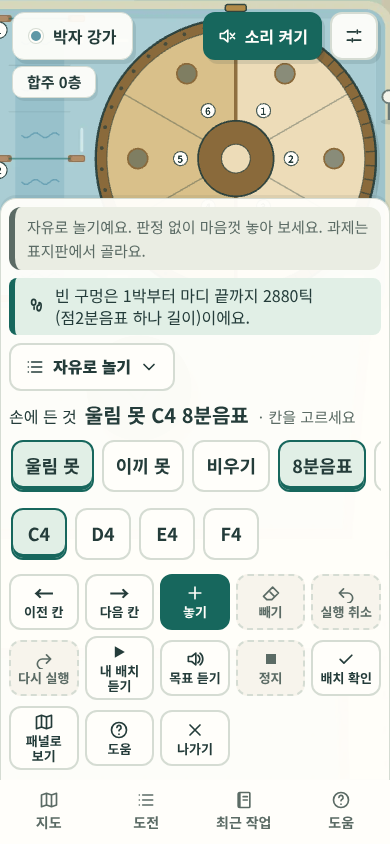 박자 강가
소리 켜기
합주 0층
6
1
5
2
자유로 놀기예요. 판정 없이 마음껏 놓아 보세요. 과제는
표지판에서 골라요.
빈 구멍은 1박부터 마디 끝까지 2880틱
(점2분음표 하나 길이)이에요.
자유로 놀기
손에 든 것 울림 못 C4 8분음표 · 칸을 고르세요
울림 못 이끼 못 비우기 8분음표
C4 D4 E4 F4
이전 칸 다음 칸 놓기 빼기 실행 취소
다시 실행 내 배치
듣기 목표 듣기 정지 배치 확인
패널로
보기 도움 나가기
지도 도전 최근 작업 도움